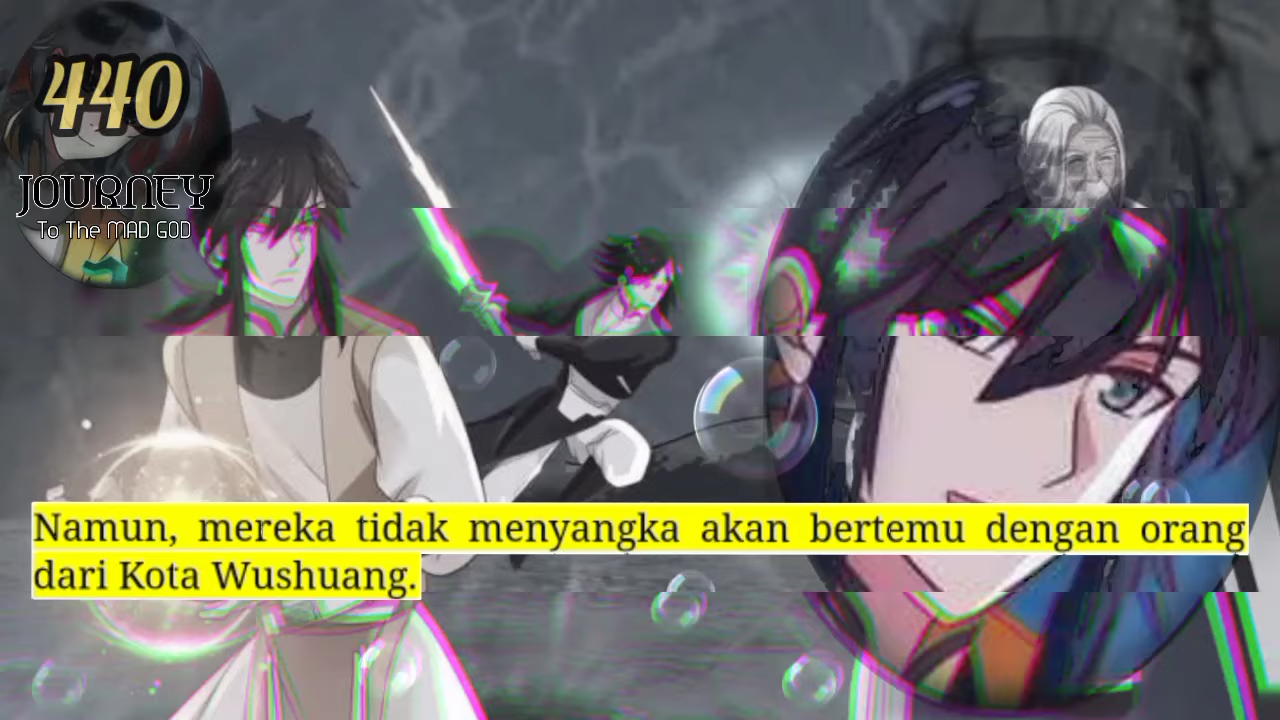 440
JOURNEY
To The MAD GOD
Namun, mereka tidak menyangka akan bertemu dengan orang
dari Kota Wushuang.